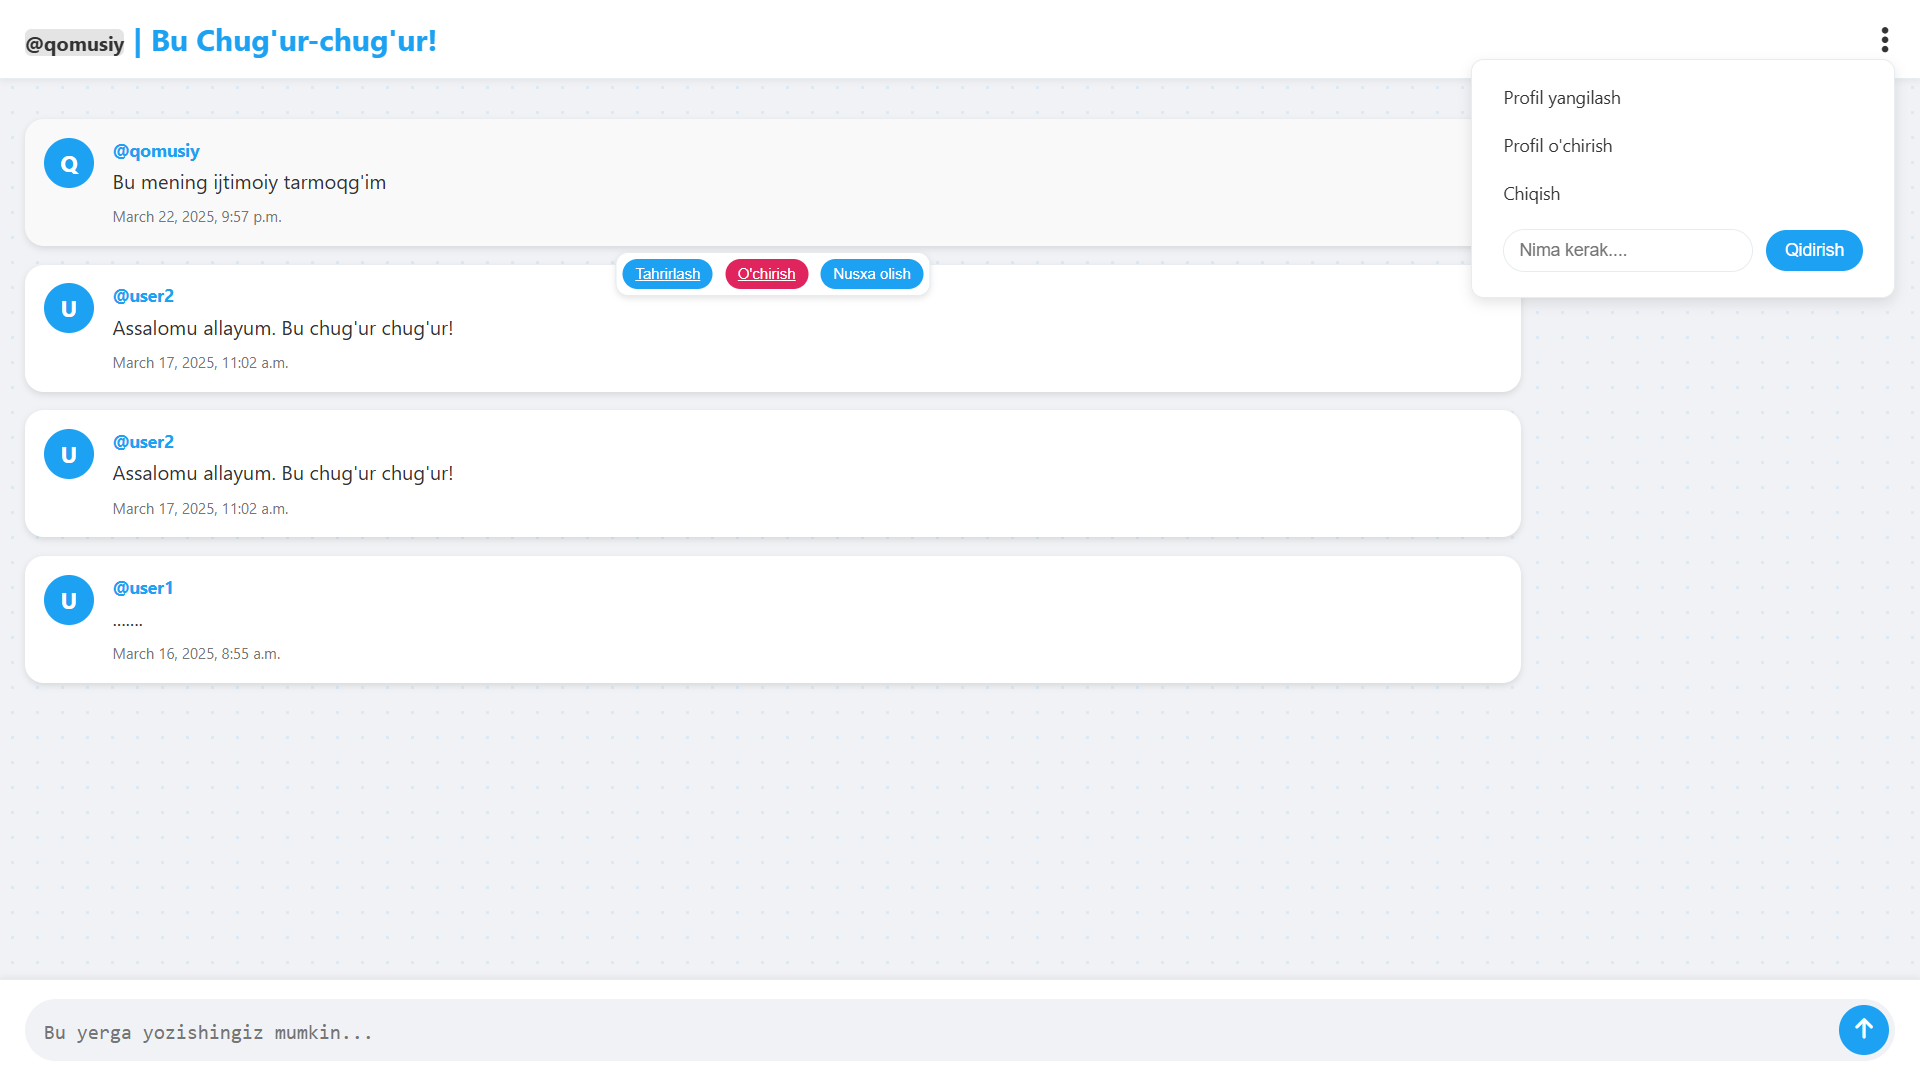 @qomusiy | Bu Chug'ur-chug'ur!
Profil yangilash
Profil o'chirish
Chiqish
Nima kerak.... Qidirish
Q
@qomusiy
Bu mening ijtimoiy tarmoqg'im
March 22, 2025, 9:57 p.m.
Tahrirlash O'chirish Nusxa olish
U
@user2
Assalomu allayum. Bu chug'ur chug'ur!
March 17, 2025, 11:02 a.m.
U
@user2
Assalomu allayum. Bu chug'ur chug'ur!
March 17, 2025, 11:02 a.m.
U
@user1
.......
March 16, 2025, 8:55 a.m.
Bu yerga yozishingiz mumkin...